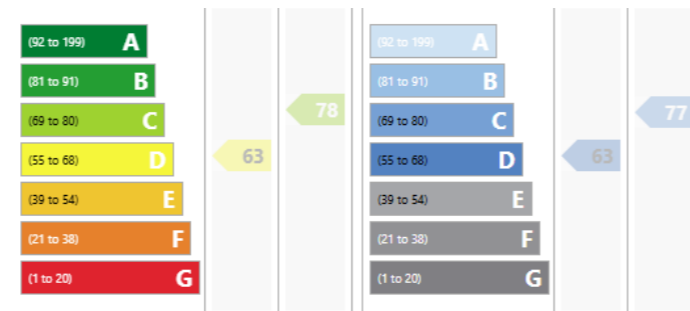 (92 to 199) A
(81 to 91) B
(69 to 80) C
(55 to 68) D
(39 to 54) E
(21 to 38) F
(1 to 20) G
63
78
(92 to 199) A
(81 to 91) B
(69 to 80) C
(55 to 68) D
(39 to 54) E
(21 to 38) F
(1 to 20) G
63
77